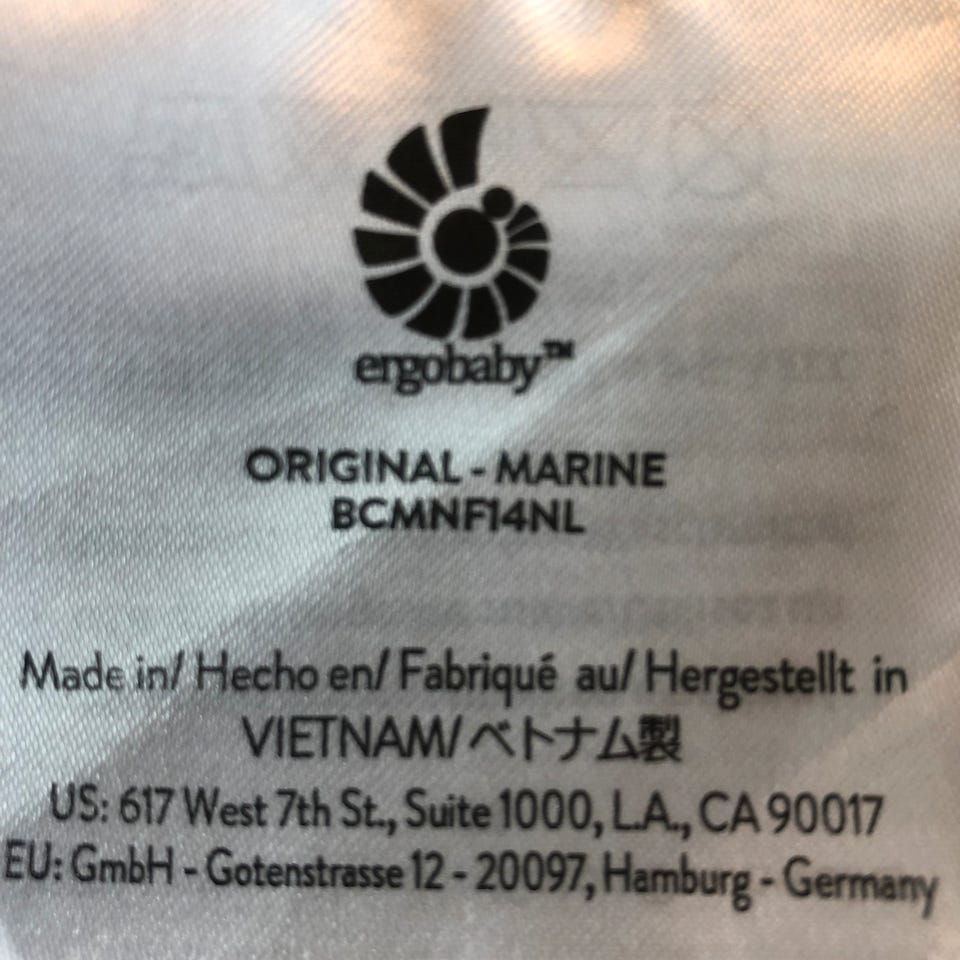 ergobaby™
ORIGINAL - MARINE
BCMNF14NL
Made in/ Hecho en/ Fabriqué au/ Hergestellt in
VIETNAM/ベトナム製
US: 617 West 7th St., Suite 1000, L.A., CA 90017
EU: GmbH - Gotenstrasse 12 - 20097, Hamburg - Germany